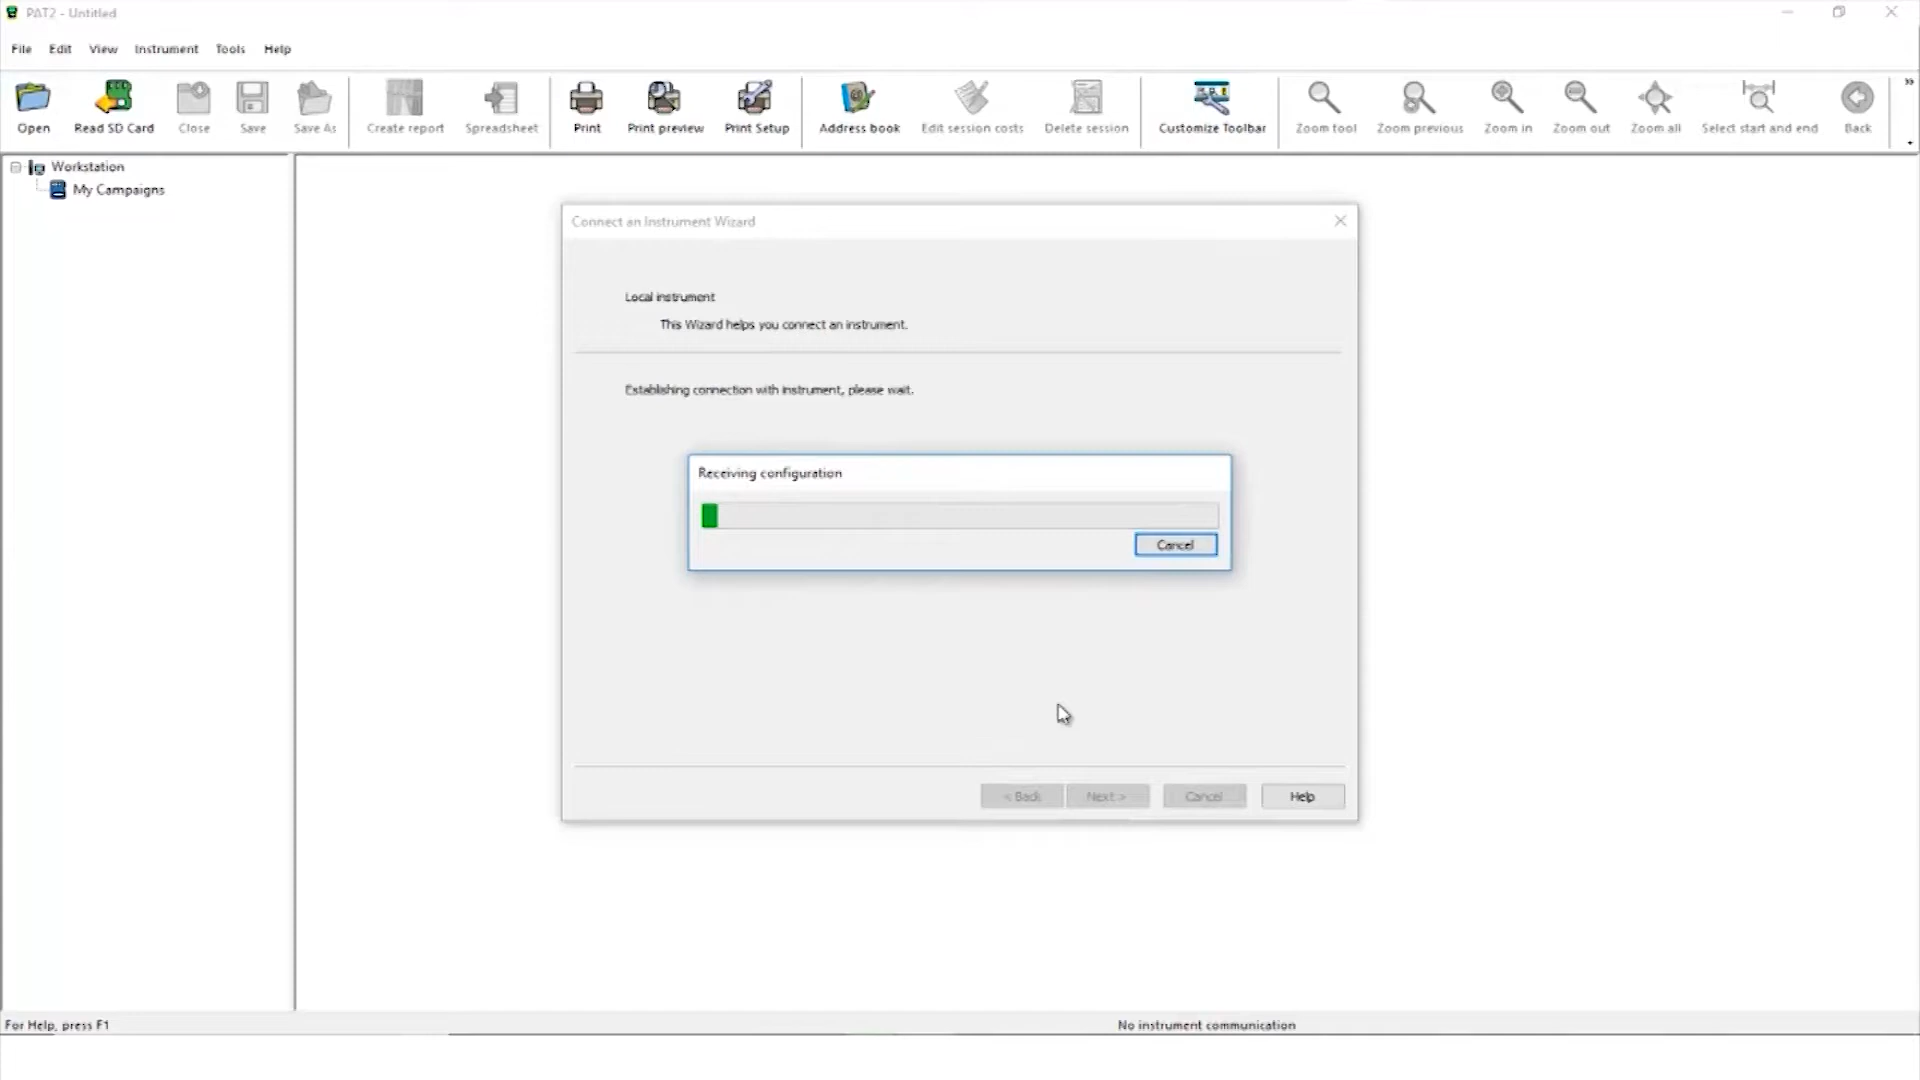 PAT2 - Untitled
File Edit View Instrument Tools Help
Open Read SD Card Close Save Save As Create report Spreadsheet Print Print preview Print Setup Address book Edit session costs Delete session Customize Toolbar Zoom tool Zoom previous Zoom in Zoom out Zoom all Select start and end Back
Workstation
My Campaigns
Connect an Instrument Wizard
Local instrument
This Wizard helps you connect an instrument.
Establishing connection with instrument, please wait.
Receiving configuration
Cancel
< Back Next > Cancel Help
For Help, press F1 No instrument communication